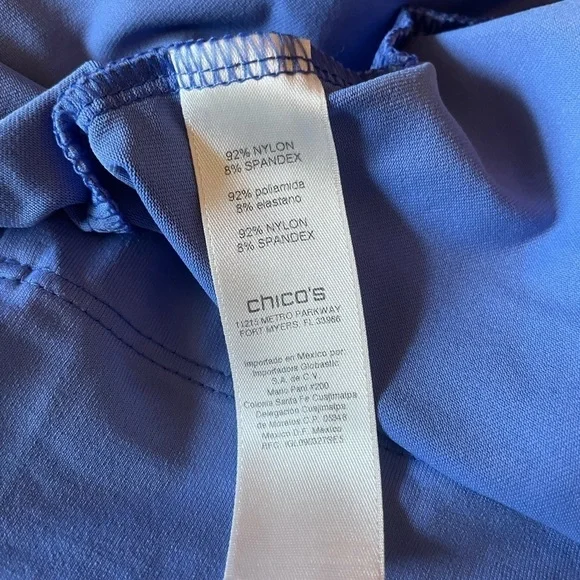 92% NYLON
8% SPANDEX
92% poliamida
8% elastano
92% NYLON
8% SPANDEX
chico's
11215 METRO PARKWAY
FORT MYERS, FL 33966
importado en México por:
Importadora Globastic
S.A. de C.V.
Mario Pani #200
Colonia Santa Fe Cuajimalpa
Delegación Cuajimalpa
de Morelos C.P. 05348
México D.F. México
RFC: